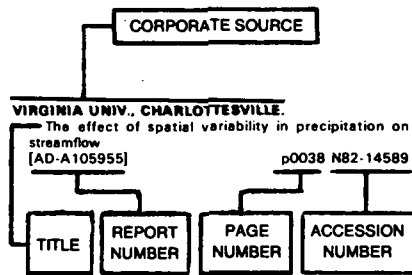 CORPORATE SOURCE
VIRGINIA UNIV., CHARLOTTESVILLE.
The effect of spatial variability in precipitation on
streamflow
[AD-A105955] p0038 N82-14589
TITLE
REPORT NUMBER
PAGE NUMBER
ACCESSION NUMBER